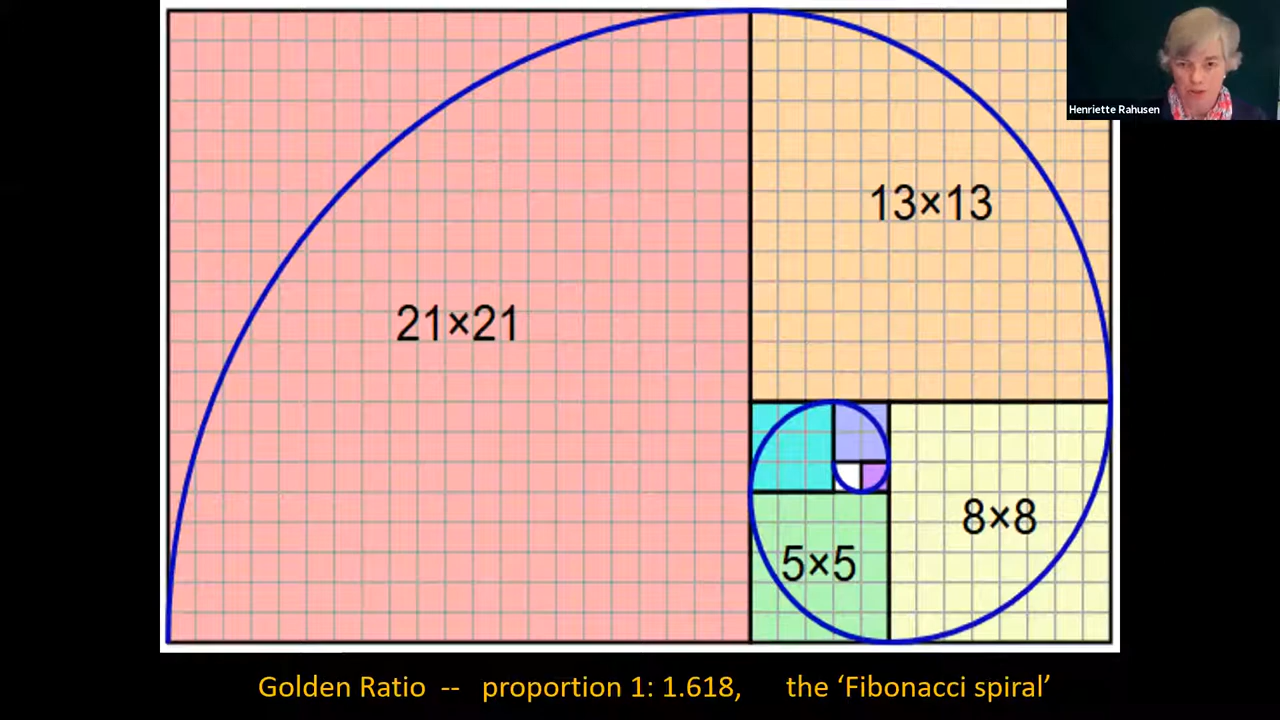 Henriette Rahusen
13×13
21×21
8×8
5×5
Golden Ratio -- proportion 1: 1.618, the ‘Fibonacci spiral’